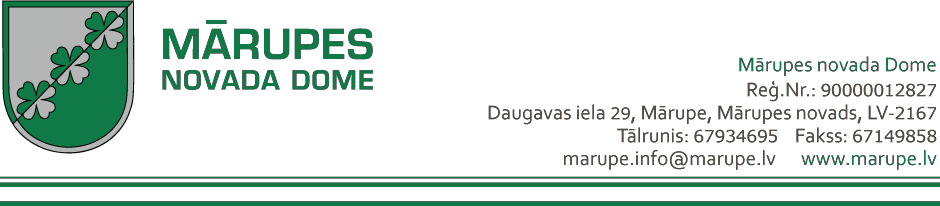 MĀRUPES
NOVADA DOME
Mārupes novada Dome
Reģ.Nr.: 90000012827
Daugavas iela 29, Mārupe, Mārupes novads, LV-2167
Tālrunis: 67934695 Fakss: 67149858
marupe.info@marupe.lv www.marupe.lv